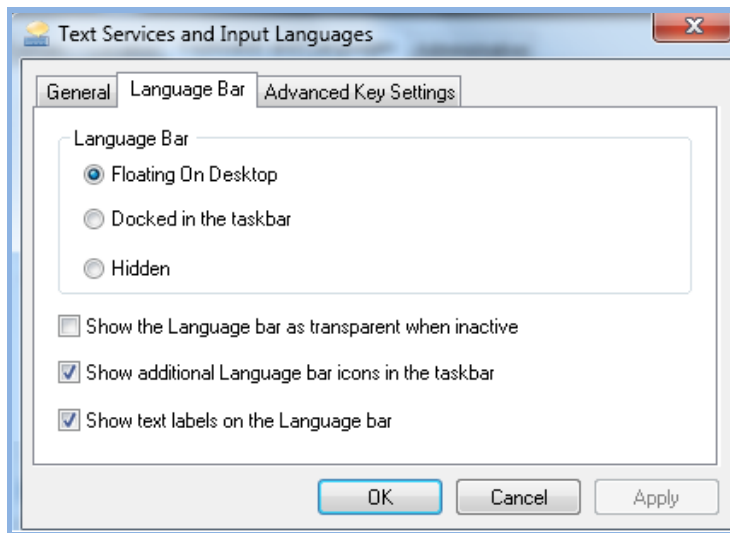 Text Services and Input Languages
General Language Bar Advanced Key Settings
Language Bar
Floating On Desktop
Docked in the taskbar
Hidden
Show the Language bar as transparent when inactive
Show additional Language bar icons in the taskbar
Show text labels on the Language bar
OK Cancel Apply